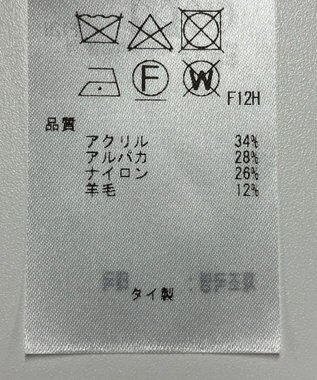 F
W
F12H
品質
アクリル 34%
アルパカ 28%
ナイロン 26%
羊毛 12%
タイ製